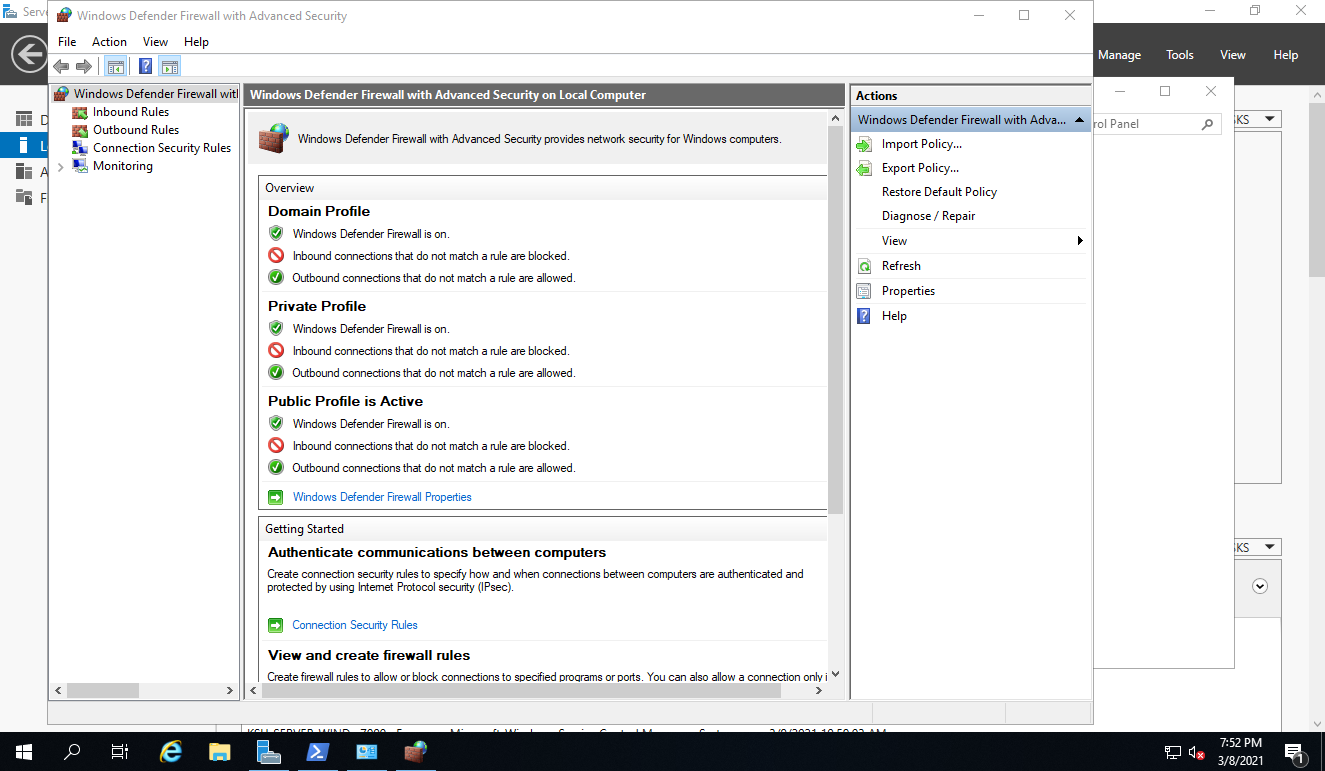 Serve
Windows Defender Firewall with Advanced Security
File Action View Help
Manage Tools View Help
Windows Defender Firewall with
Inbound Rules
Outbound Rules
Connection Security Rules
Monitoring
Windows Defender Firewall with Advanced Security on Local Computer
Windows Defender Firewall with Advanced Security provides network security for Windows computers.
Overview
Domain Profile
Windows Defender Firewall is on.
Inbound connections that do not match a rule are blocked.
Outbound connections that do not match a rule are allowed.
Private Profile
Windows Defender Firewall is on.
Inbound connections that do not match a rule are blocked.
Outbound connections that do not match a rule are allowed.
Public Profile is Active
Windows Defender Firewall is on.
Inbound connections that do not match a rule are blocked.
Outbound connections that do not match a rule are allowed.
Windows Defender Firewall Properties
Getting Started
Authenticate communications between computers
Create connection security rules to specify how and when connections between computers are authenticated and
protected by using Internet Protocol security (IPsec).
Connection Security Rules
View and create firewall rules
Create firewall rules to allow or block connections to specified programs or ports. You can also allow a connection only i
Actions
Windows Defender Firewall with Adva...
Import Policy...
Export Policy...
Restore Default Policy
Diagnose / Repair
View
Refresh
Properties
Help
rol Panel
SKS
SKS
D
L
A
F
7:52 PM
3/8/2021
1